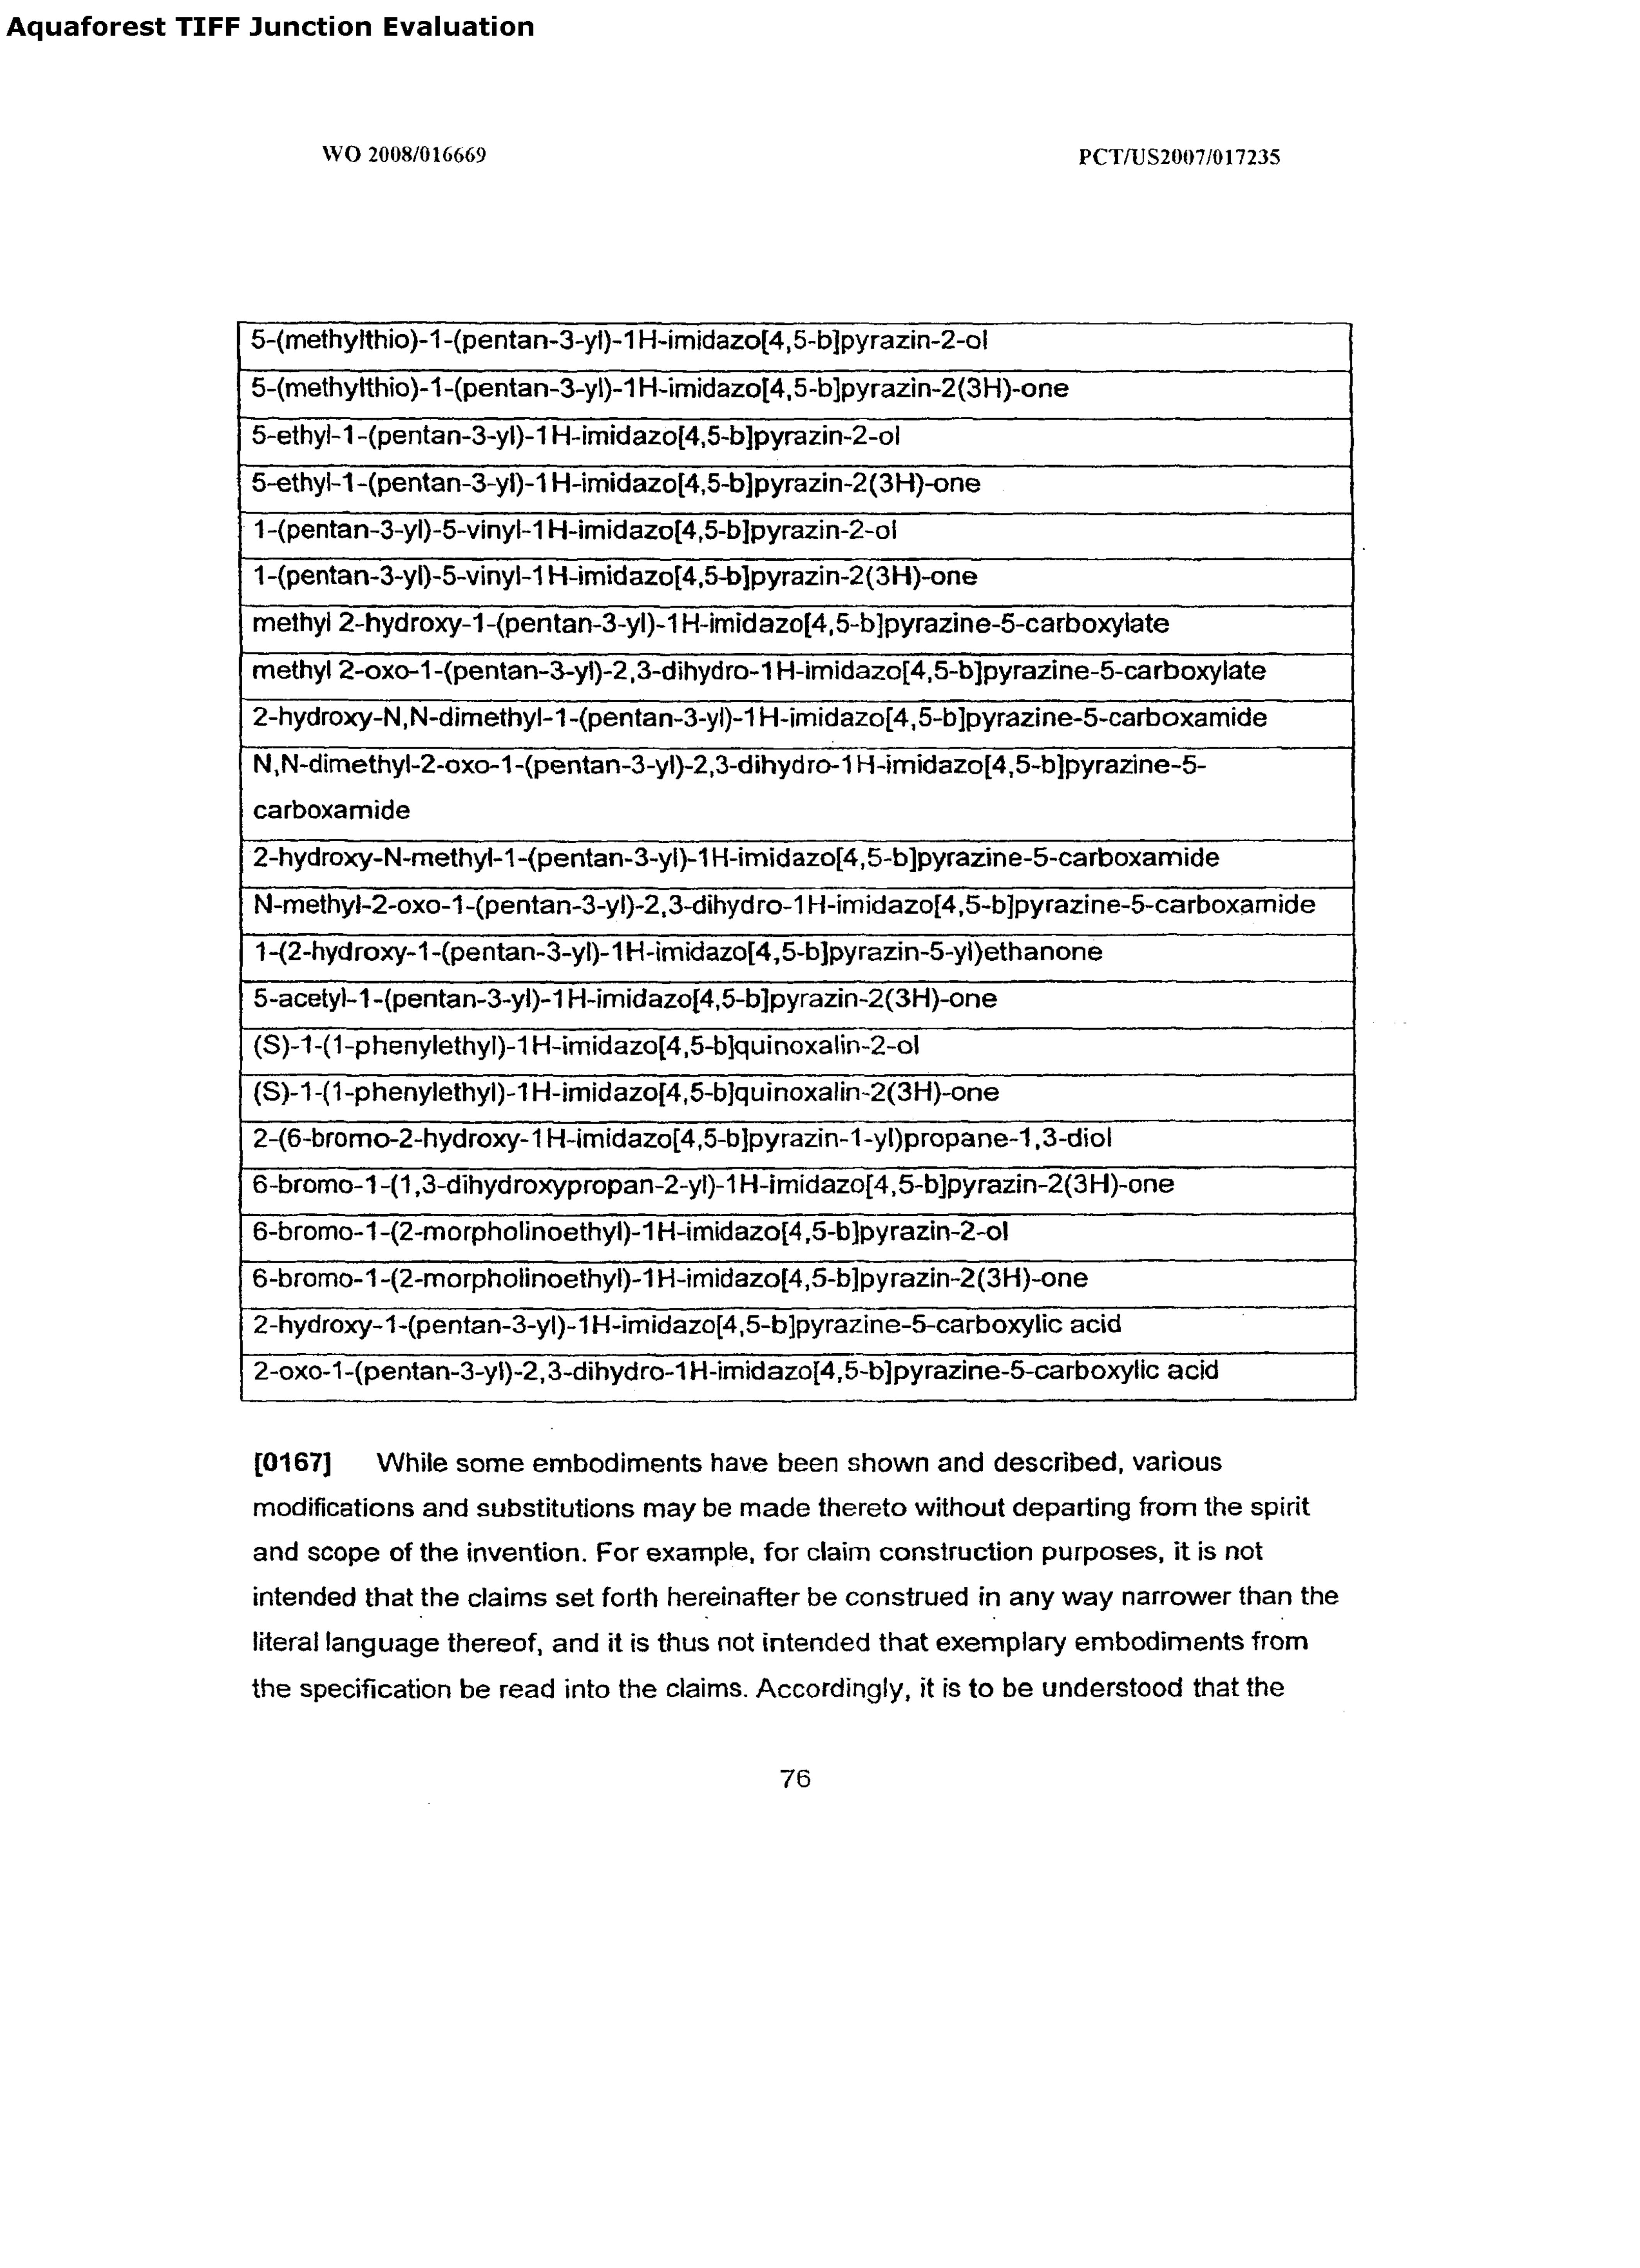 Aquaforest TIFF Junction Evaluation
WO 2008/016669
PCT/US2007/017235
5-(methylthio)-1-(pentan-3-yl)-1H-imidazo[4,5-b]pyrazin-2-ol
5-(methylthio)-1-(pentan-3-yl)-1H-imidazo[4,5-b]pyrazin-2(3H)-one
5-ethyl-1-(pentan-3-yl)-1H-imidazo[4,5-b]pyrazin-2-ol
5-ethyl-1-(pentan-3-yl)-1H-imidazo[4,5-b]pyrazin-2(3H)-one
1-(pentan-3-yl)-5-vinyl-1H-imidazo[4,5-b]pyrazin-2-ol
1-(pentan-3-yl)-5-vinyl-1H-imidazo[4,5-b]pyrazin-2(3H)-one
methyl 2-hydroxy-1-(pentan-3-yl)-1H-imidazo[4,5-b]pyrazine-5-carboxylate
methyl 2-oxo-1-(pentan-3-yl)-2,3-dihydro-1H-imidazo[4,5-b]pyrazine-5-carboxylate
2-hydroxy-N,N-dimethyl-1-(pentan-3-yl)-1H-imidazo[4,5-b]pyrazine-5-carboxamide
N,N-dimethyl-2-oxo-1-(pentan-3-yl)-2,3-dihydro-1H-imidazo[4,5-b]pyrazine-5-
carboxamide
2-hydroxy-N-methyl-1-(pentan-3-yl)-1H-imidazo[4,5-b]pyrazine-5-carboxamide
N-methyl-2-oxo-1-(pentan-3-yl)-2,3-dihydro-1H-imidazo[4,5-b]pyrazine-5-carboxamide
1-(2-hydroxy-1-(pentan-3-yl)-1H-imidazo[4,5-b]pyrazin-5-yl)ethanone
5-acetyl-1-(pentan-3-yl)-1H-imidazo[4,5-b]pyrazin-2(3H)-one
(S)-1-(1-phenylethyl)-1H-imidazo[4,5-b]quinoxalin-2-ol
(S)-1-(1-phenylethyl)-1H-imidazo[4,5-b]quinoxalin-2(3H)-one
2-(6-bromo-2-hydroxy-1H-imidazo[4,5-b]pyrazin-1-yl)propane-1,3-diol
6-bromo-1-(1,3-dihydroxypropan-2-yl)-1H-imidazo[4,5-b]pyrazin-2(3H)-one
6-bromo-1-(2-morpholinoethyl)-1H-imidazo[4,5-b]pyrazin-2-ol
6-bromo-1-(2-morpholinoethyl)-1H-imidazo[4,5-b]pyrazin-2(3H)-one
2-hydroxy-1-(pentan-3-yl)-1H-imidazo[4,5-b]pyrazine-5-carboxylic acid
2-oxo-1-(pentan-3-yl)-2,3-dihydro-1H-imidazo[4,5-b]pyrazine-5-carboxylic acid
[0167] While some embodiments have been shown and described, various
modifications and substitutions may be made thereto without departing from the spirit
and scope of the invention. For example, for claim construction purposes, it is not
intended that the claims set forth hereinafter be construed in any way narrower than the
literal language thereof, and it is thus not intended that exemplary embodiments from
the specification be read into the claims. Accordingly, it is to be understood that the
76